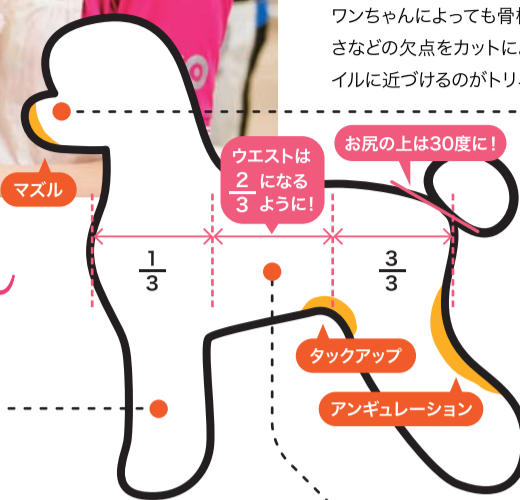 ワンちゃんによっても骨
さなどの欠点をカットに
イルに近づけるのがトリ
ウエストは
2/3 になる
ように!
お尻の上は30度に!
マズル
1/3
3/3
タックアップ
アンギュレーション